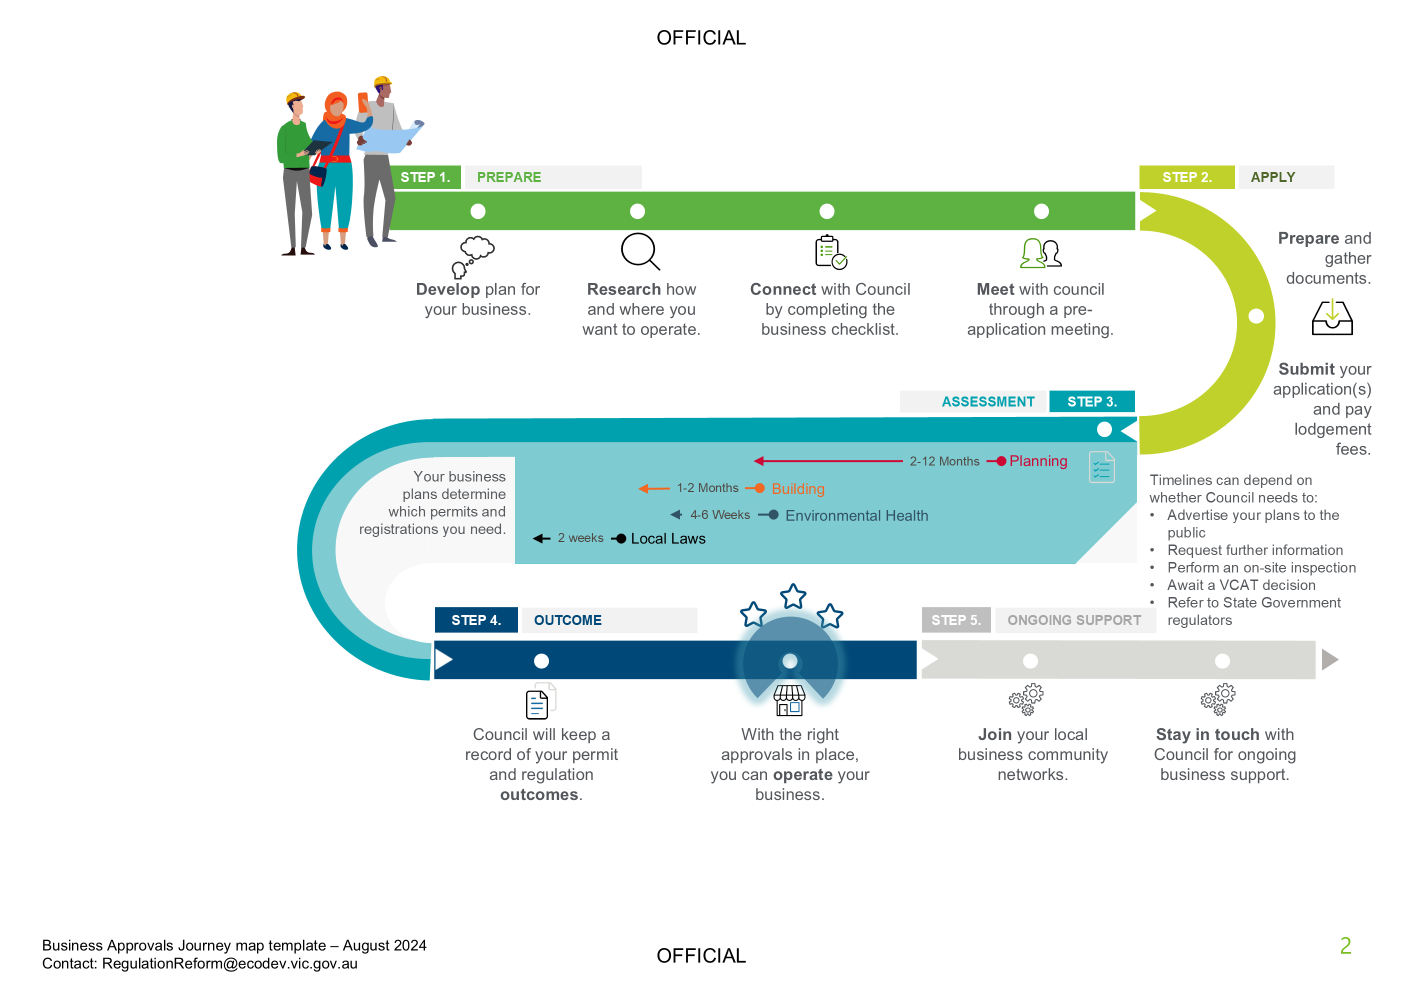 OFFICIAL
STEP 1. PREPARE
STEP 2. APPLY
Develop plan for
your business.
Research how
and where you
want to operate.
Connect with Council
by completing the
business checklist.
Meet with council
through a pre-
application meeting.
Prepare and
gather
documents.
Submit your
application(s)
and pay
lodgement
fees.
ASSESSMENT STEP 3.
2-12 Months Planning
1-2 Months Building
4-6 Weeks Environmental Health
2 weeks Local Laws
Your business
plans determine
which permits and
registrations you need.
Timelines can depend on
whether Council needs to:
• Advertise your plans to the
public
• Request further information
• Perform an on-site inspection
• Await a VCAT decision
• Refer to State Government
regulators
STEP 4. OUTCOME
STEP 5. ONGOING SUPPORT
Council will keep a
record of your permit
and regulation
outcomes.
With the right
approvals in place,
you can operate your
business.
Join your local
business community
networks.
Stay in touch with
Council for ongoing
business support.
Business Approvals Journey map template – August 2024
Contact: RegulationReform@ecodev.vic.gov.au
OFFICIAL
2